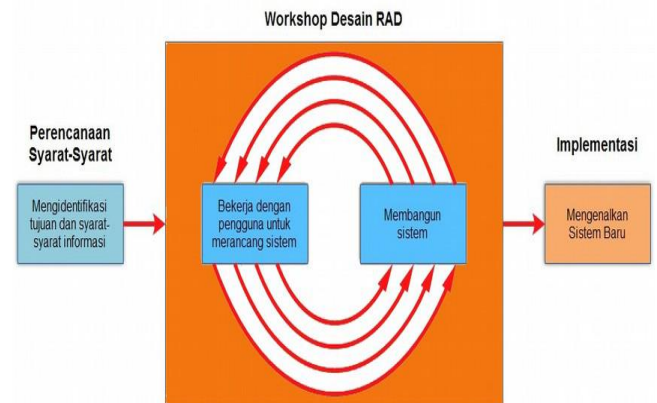 Workshop Desain RAD
Perencanaan
Syarat-Syarat
Mengidentifikasi
tujuan dan syarat-
syarat informasi
Bekerja dengan
pengguna untuk
merancang sistem
Membangun
sistem
Implementasi
Mengenalkan
Sistem Baru